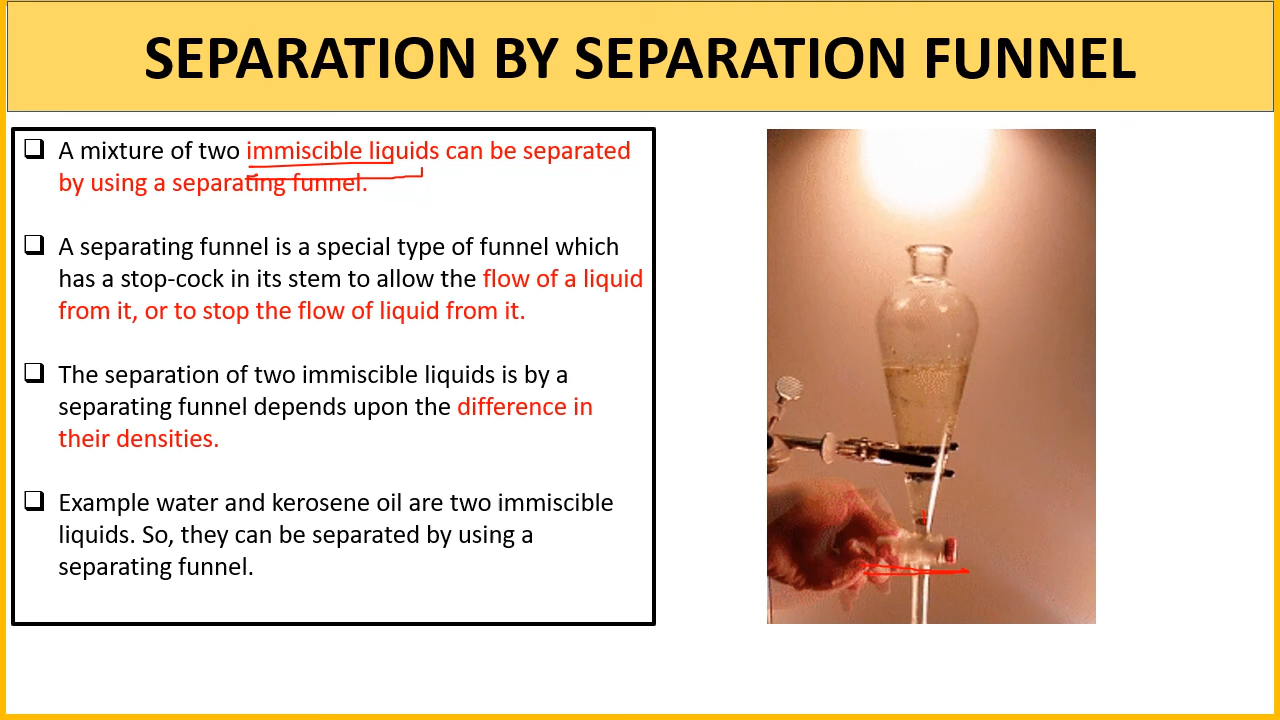 SEPARATION BY SEPARATION FUNNEL
A mixture of two immiscible liquids can be separated
by using a separating funnel.
A separating funnel is a special type of funnel which
has a stop-cock in its stem to allow the flow of a liquid
from it, or to stop the flow of liquid from it.
The separation of two immiscible liquids is by a
separating funnel depends upon the difference in
their densities.
Example water and kerosene oil are two immiscible
liquids. So, they can be separated by using a
separating funnel.